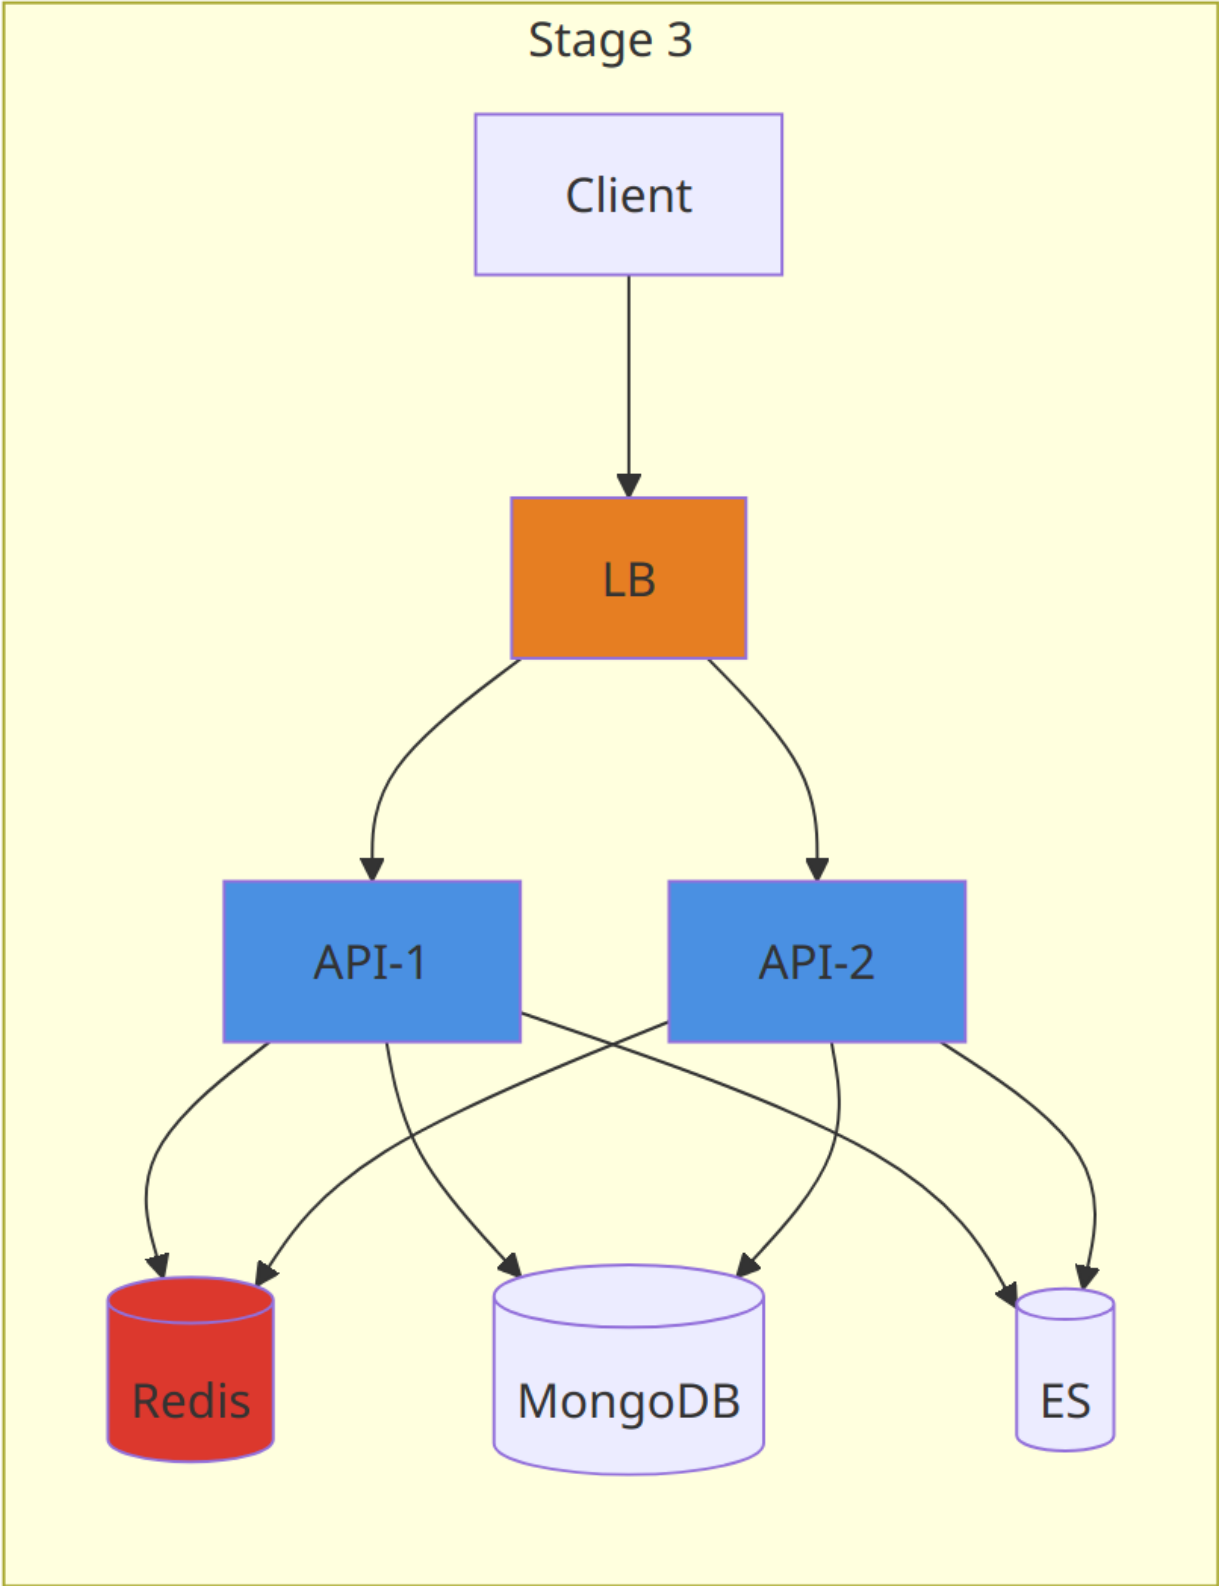 Stage 3
Client
LB
API-1
API-2
Redis
MongoDB
ES